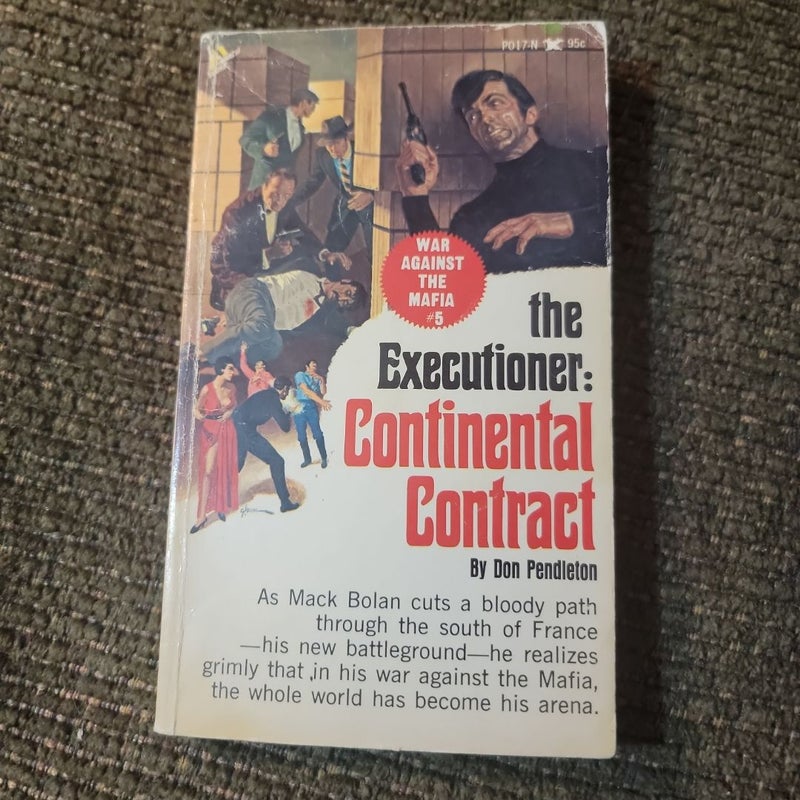 PO17-N 95c
WAR
AGAINST
THE
MAFIA
#5
the
Executioner:
Continental
Contract
By Don Pendleton
As Mack Bolan cuts a bloody path
through the south of France
—his new battleground—he realizes
grimly that in his war against the Mafia,
the whole world has become his arena.